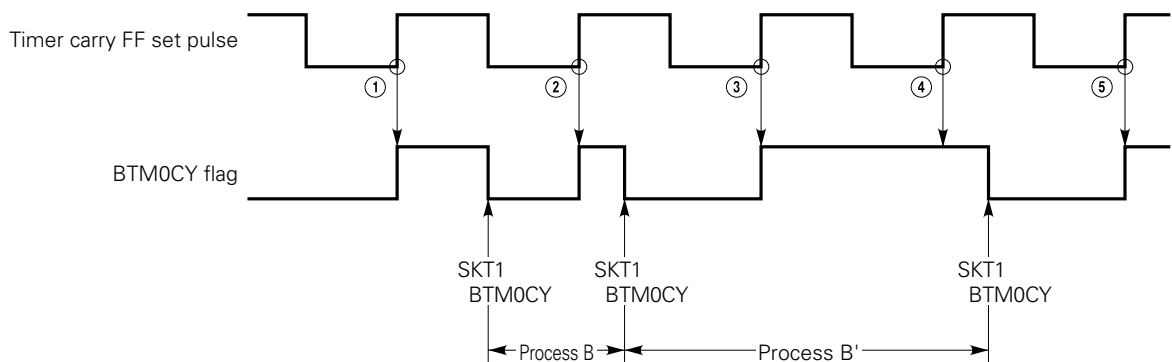 Timer carry FF set pulse
① ② ③ ④ ⑤
BTM0CY flag
SKT1 SKT1 SKT1
BTM0CY BTM0CY BTM0CY
Process B Process B'